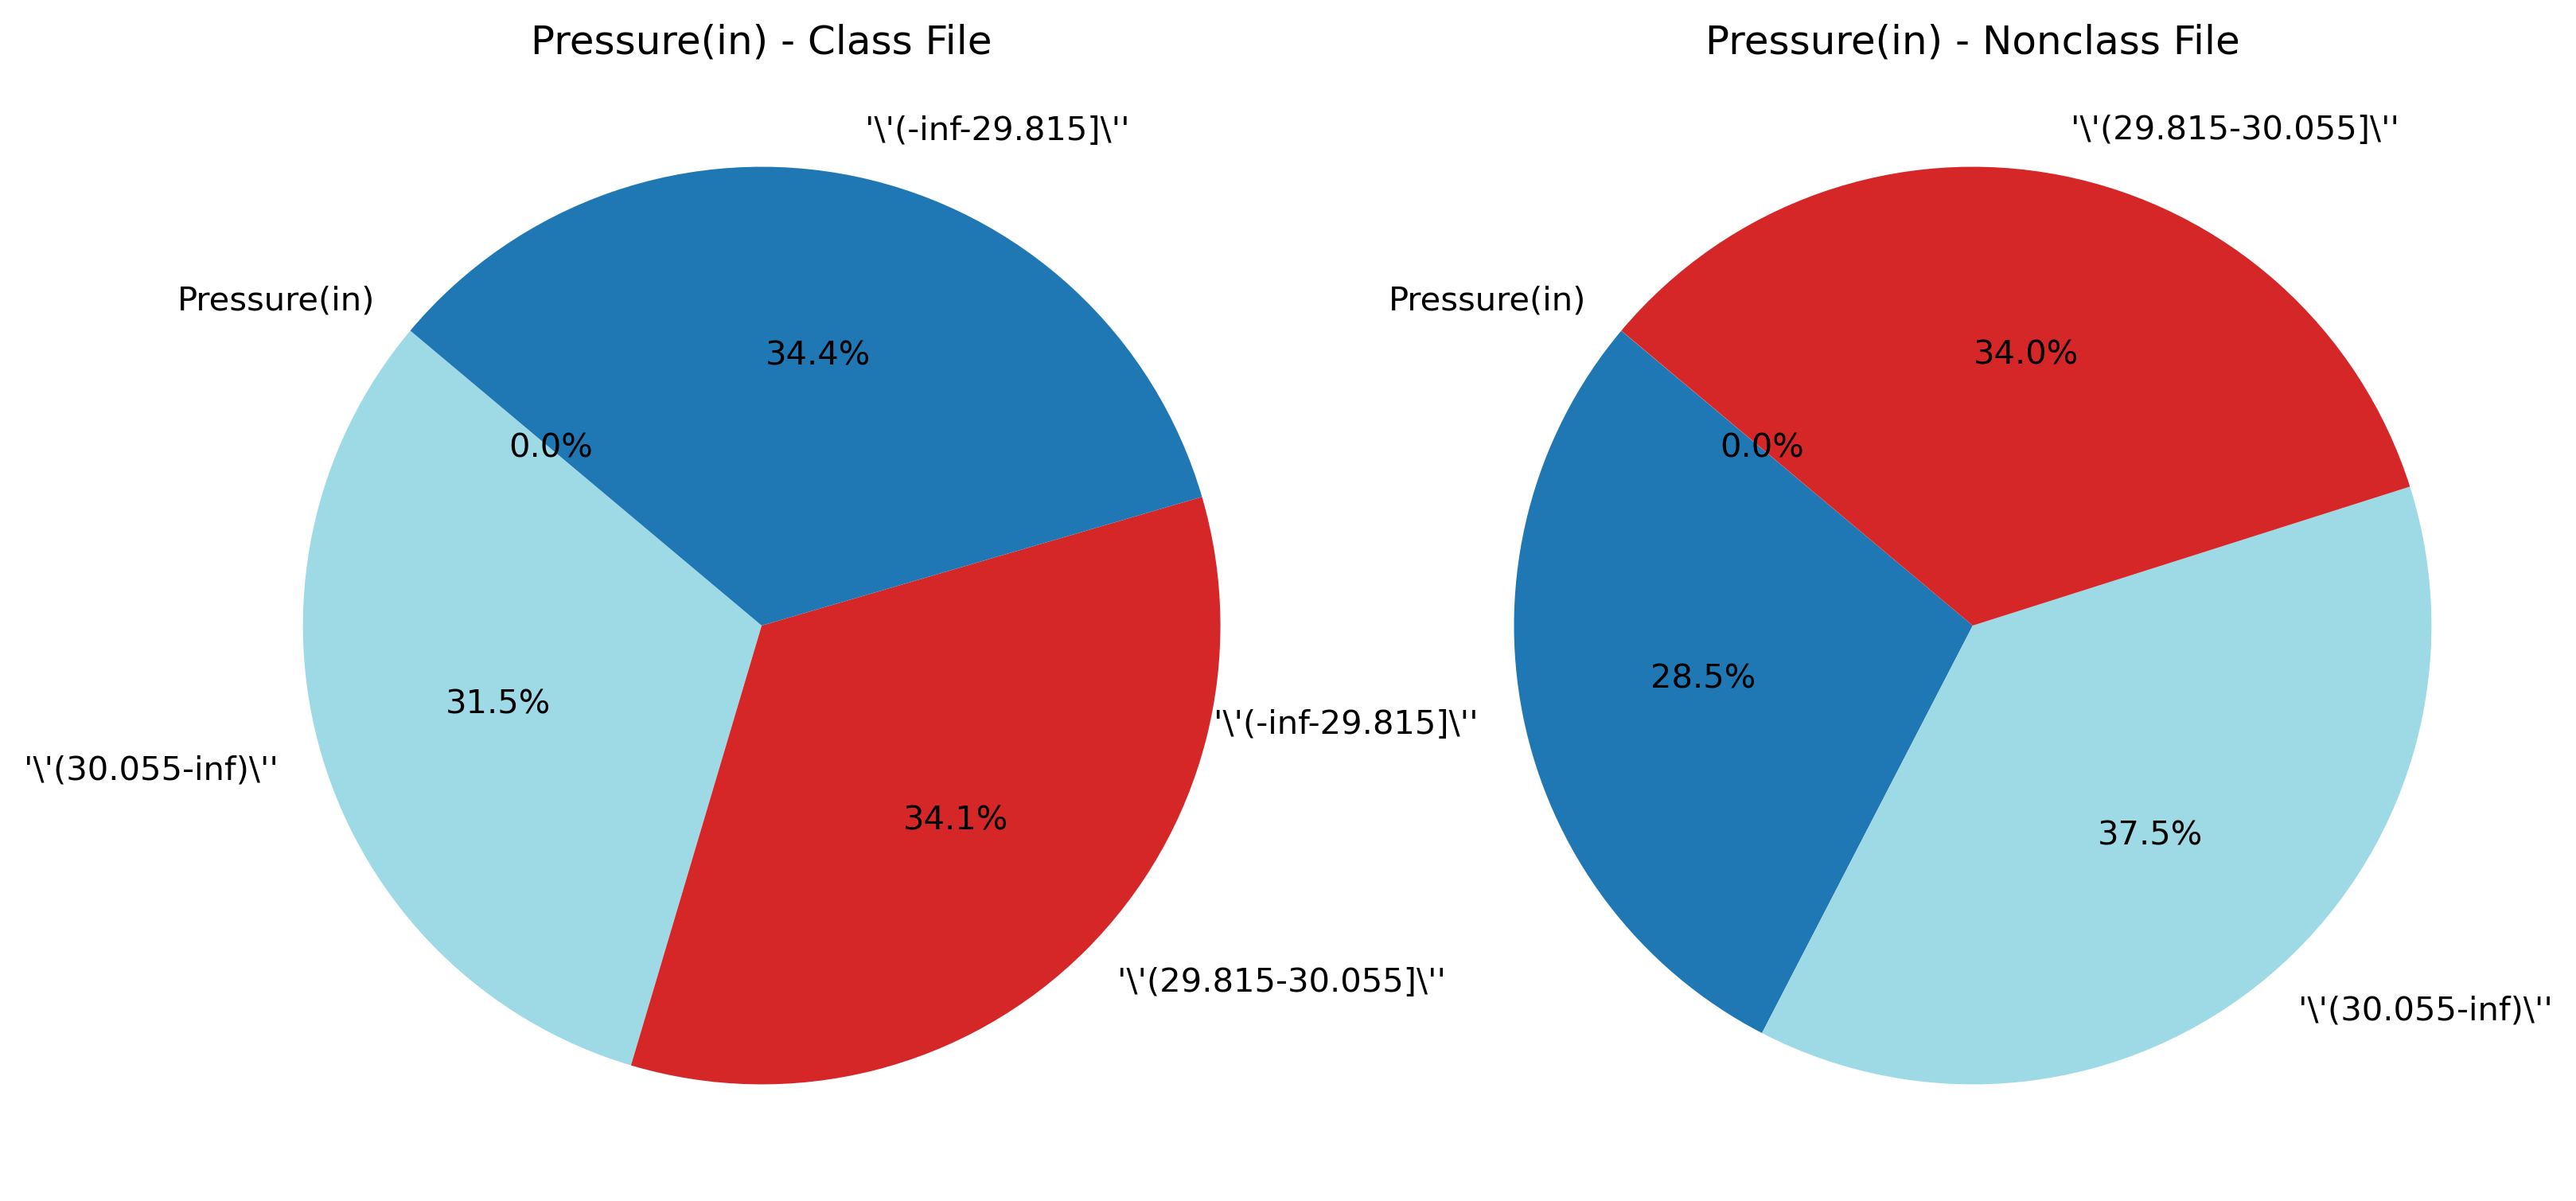 Pressure(in) - Class File
'\'(-inf-29.815]\''
Pressure(in)
34.4%
0.0%
31.5%
'\'(30.055-inf)\''
34.1%
'\'(29.815-30.055]\''
Pressure(in) - Nonclass File
'\'(29.815-30.055]\''
Pressure(in)
34.0%
0.0%
28.5%
'\'(-inf-29.815]\''
37.5%
'\'(30.055-inf)\''